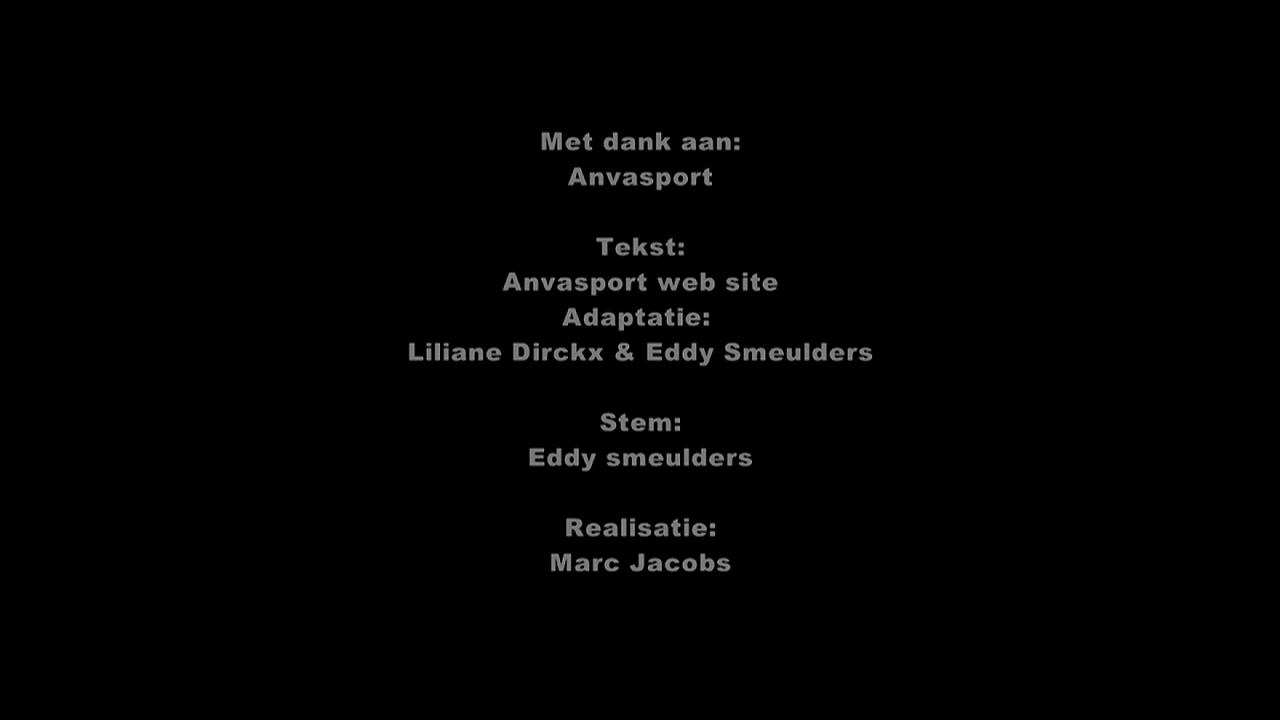 Met dank aan:
Anvasport
Tekst:
Anvasport web site
Adaptatie:
Liliane Dirckx & Eddy Smeulders
Stem:
Eddy smeulders
Realisatie:
Marc Jacobs